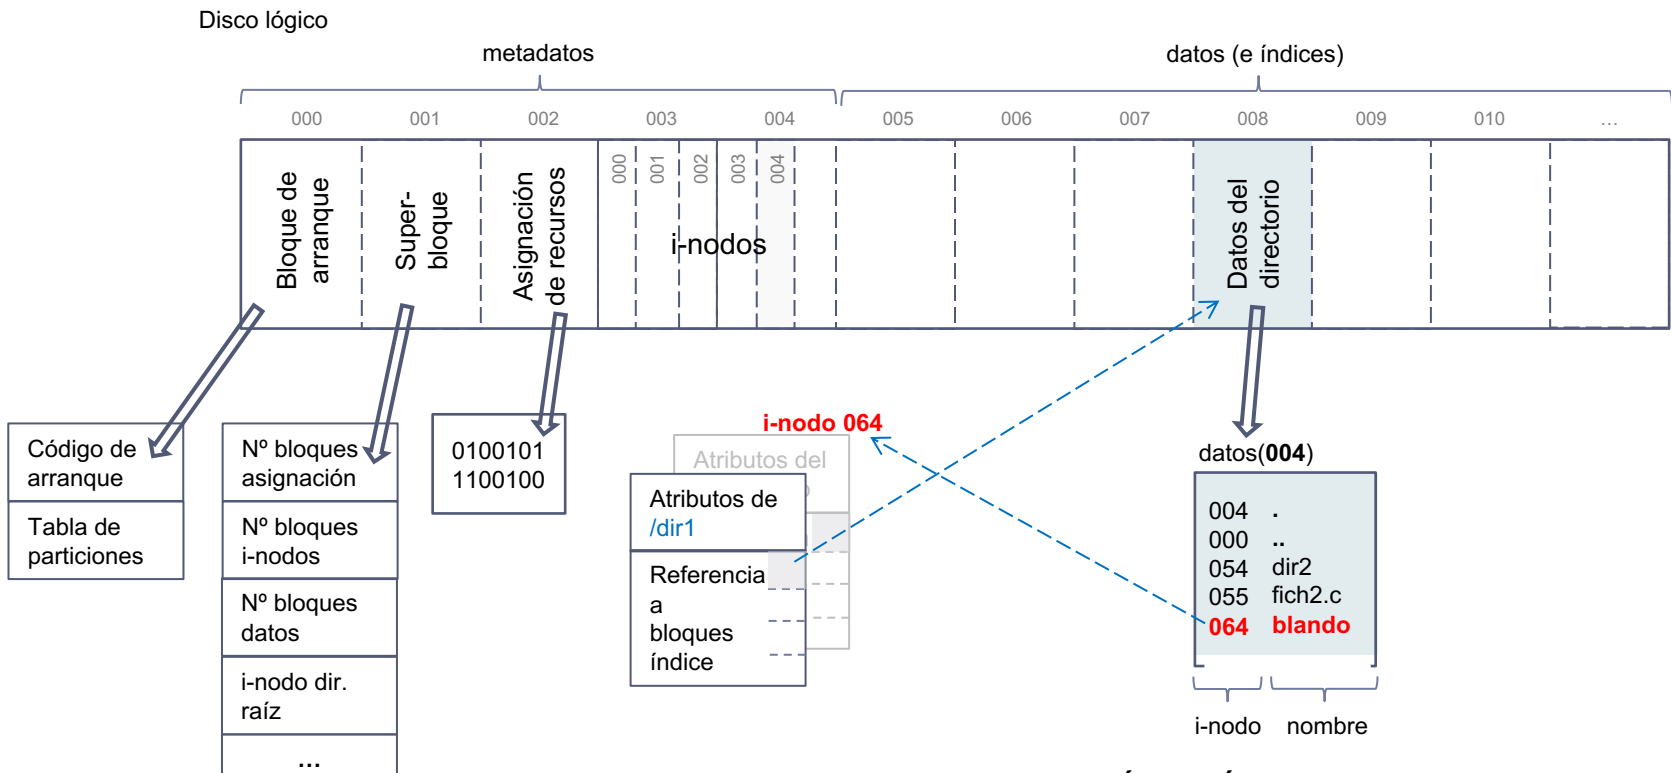 Disco lógico
metadatos
datos (e índices)
000 001 002 003 004 005 006 007 008 009 010 ...
Bloque de
arranque
Super-
bloque
Asignación
de recursos
000 001 002 003 004
i-nodos
Datos del
directorio
Código de
arranque
Tabla de
particiones
Nº bloques
asignación
Nº bloques
i-nodos
Nº bloques
datos
i-nodo dir.
raíz
...
0100101
1100100
i-nodo 064
Atributos del
Atributos de
/dir1
Referencia
a
bloques
índice
datos(004)
004 .
000 ..
054 dir2
055 fich2.c
064 blando
i-nodo nombre